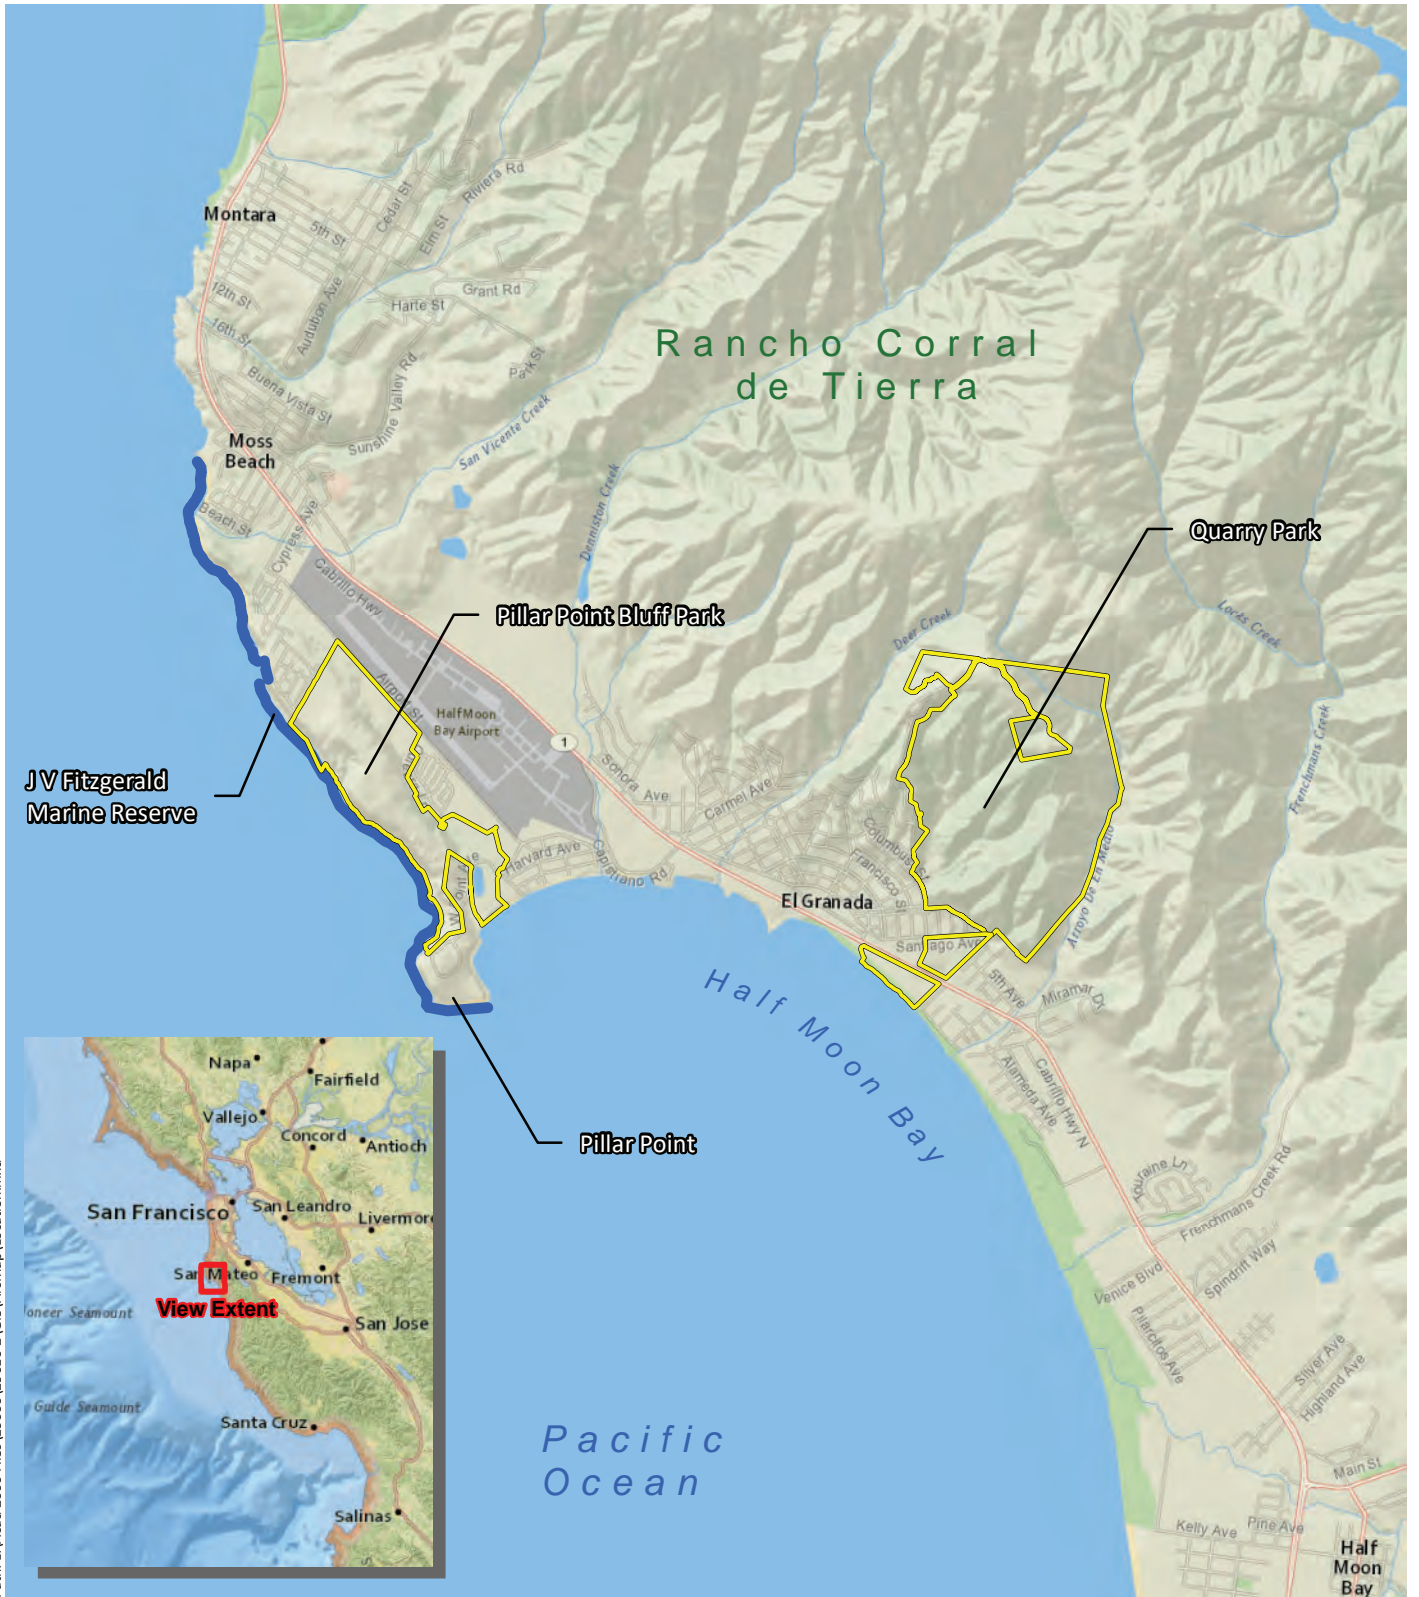 Montara
Riviera Rd
Cedar St
Elm St
5th St
12th St
16th St
Audubon Ave
Harte St
Grant Rd
Park St
Rancho Corral
de Tierra
Buena Vista St
Sunshine Valley Rd
San Vicente Creek
Moss
Beach
Beach St
Cypress Ave
Denniston Creek
Quarry Park
Cabrillo Hwy
Pillar Point Bluff Park
Deer Creek
Locks Creek
Airport St
Half Moon
Bay Airport
1
Frenchmans Creek
J V Fitzgerald
Marine Reserve
Sonora Ave
Carmel Ave
Columbus St
Francisco St
Harvard Ave
Capistrano Rd
El Granada
Arroyo De En Medio
Santiago Ave
5th Ave
Miramar Dr
Half Moon Bay
Alameda Ave
Cabrillo Hwy N
Pillar Point
Touraine Ln
Frenchmans Creek Rd
Venice Blvd
Spindrift Way
Pilarcitos Ave
Silver Ave
Highland Ave
Main St
Kelly Ave
Pine Ave
Half
Moon
Bay
Pacific
Ocean
Napa
Fairfield
Vallejo
Concord
Antioch
San Francisco
San Leandro
Livermore
San Mateo
Fremont
View Extent
San Jose
Guide Seamount
Santa Cruz
Salinas